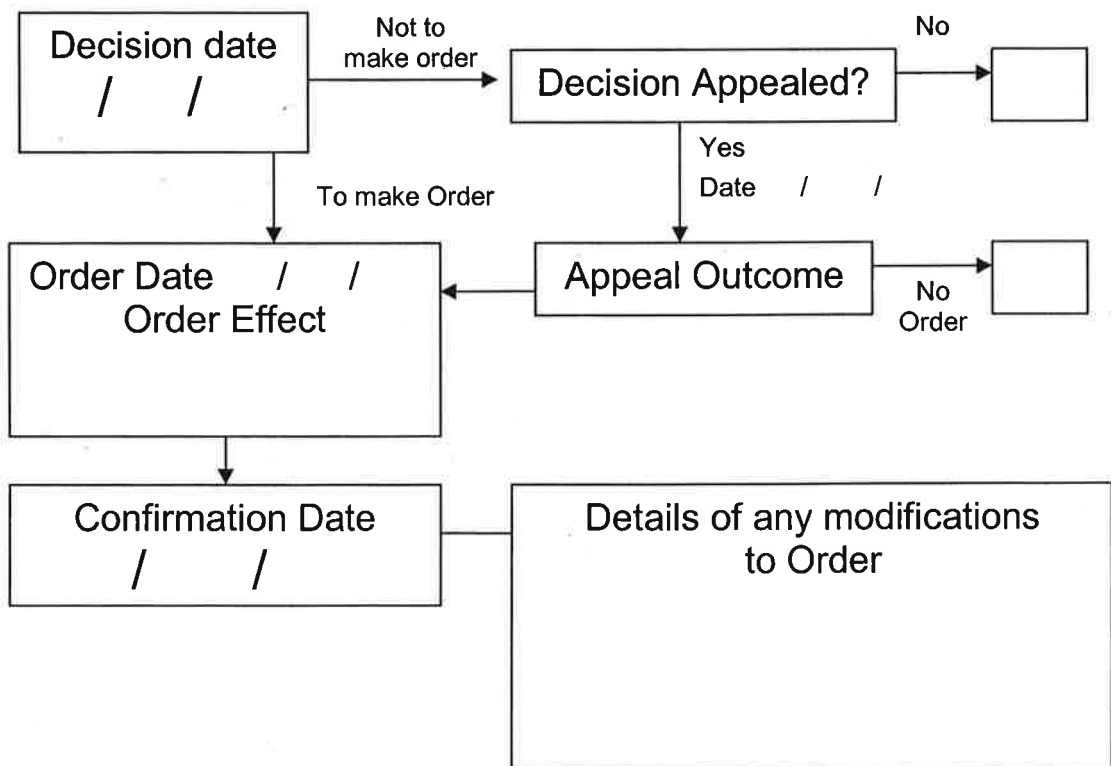 Decision date
/ /
Not to
make order
Decision Appealed?
No
Yes
Date / /
To make Order
Order Date / /
Order Effect
Appeal Outcome
No
Order
Confirmation Date
/ /
Details of any modifications
to Order